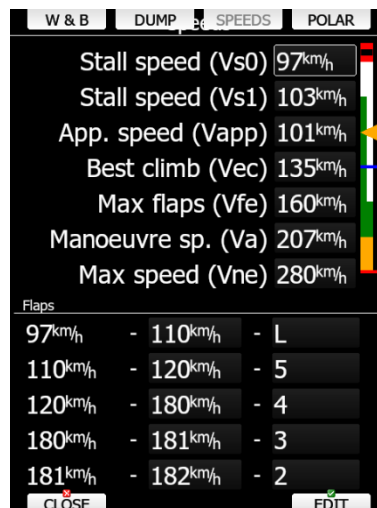 W & B DUMP SPEEDS POLAR
Speeds
Stall speed (Vs0) 97km/h
Stall speed (Vs1) 103km/h
App. speed (Vapp) 101km/h
Best climb (Vec) 135km/h
Max flaps (Vfe) 160km/h
Manoeuvre sp. (Va) 207km/h
Max speed (Vne) 280km/h
Flaps
97km/h - 110km/h - L
110km/h - 120km/h - 5
120km/h - 180km/h - 4
180km/h - 181km/h - 3
181km/h - 182km/h - 2
CLOSE EDIT